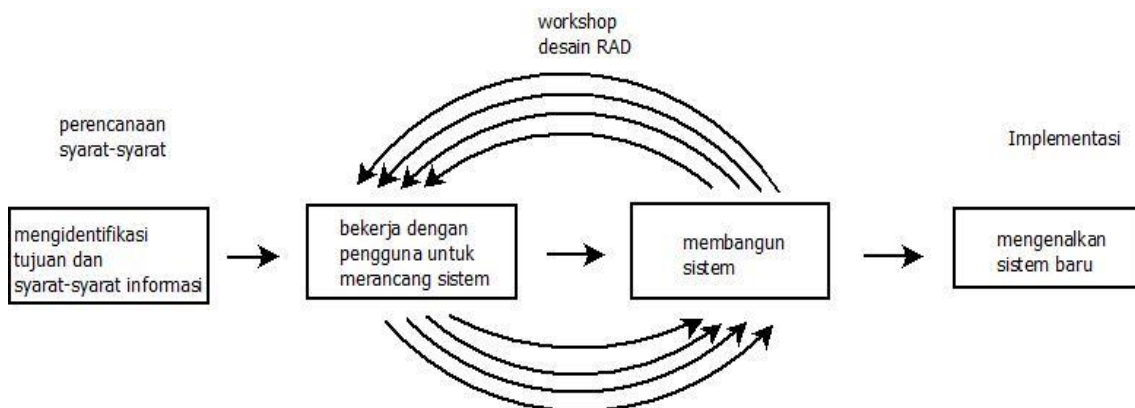 workshop
desain RAD
perencanaan
syarat-syarat
Implementasi
mengidentifikasi
tujuan dan
syarat-syarat informasi
bekerja dengan
pengguna untuk
merancang sistem
membangun
sistem
mengenalkan
sistem baru